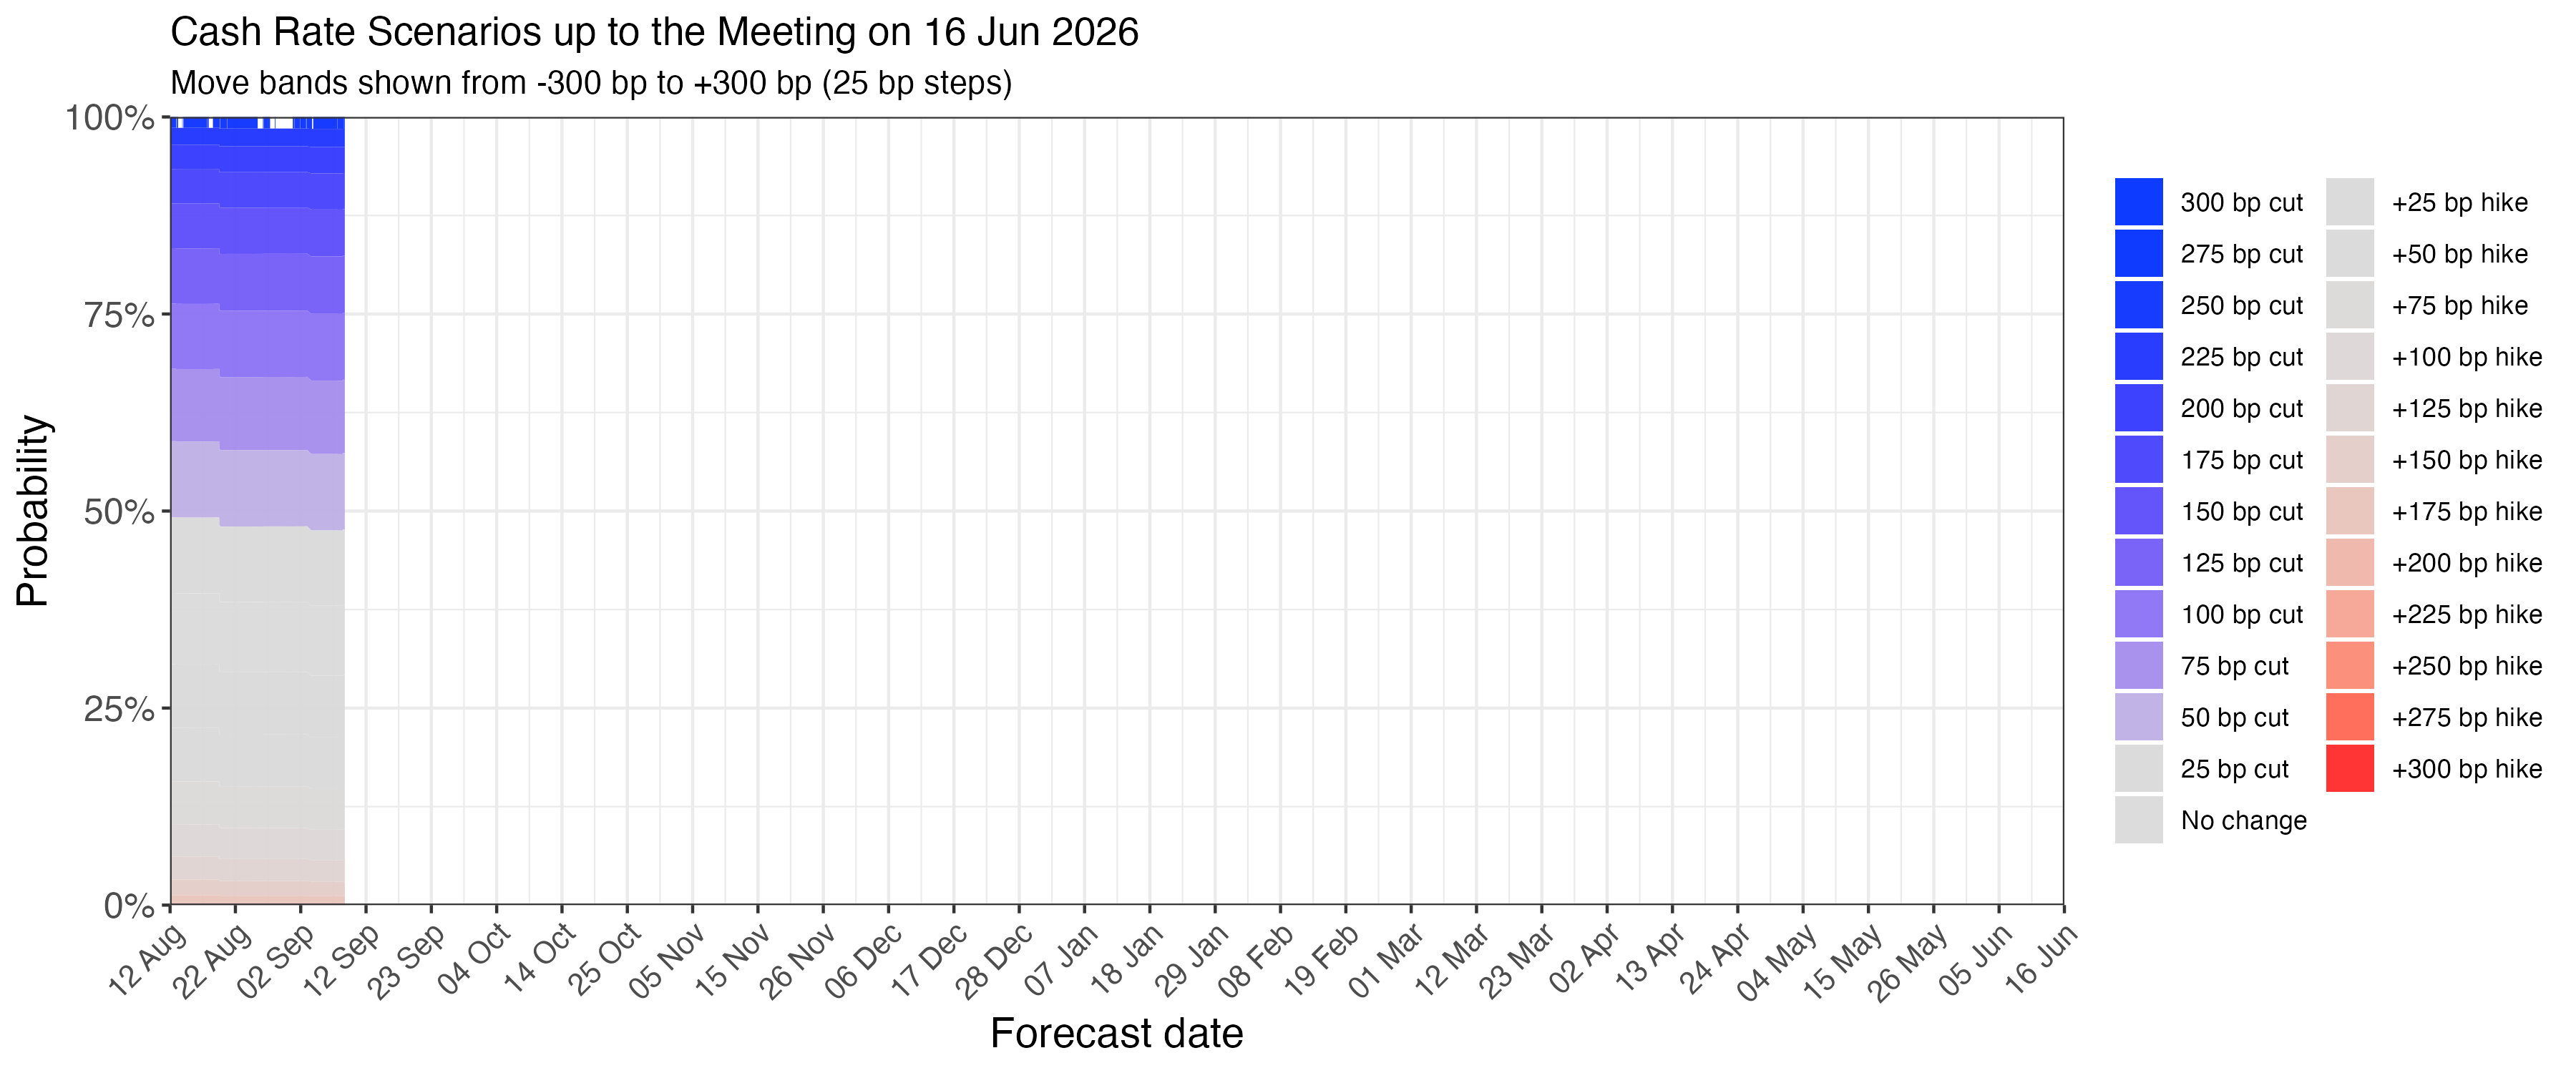 Cash Rate Scenarios up to the Meeting on 16 Jun 2026
Move bands shown from -300 bp to +300 bp (25 bp steps)
Probability
100%
75%
50%
25%
0%
12 Aug
22 Aug
02 Sep
12 Sep
23 Sep
04 Oct
14 Oct
25 Oct
05 Nov
15 Nov
26 Nov
06 Dec
17 Dec
28 Dec
07 Jan
18 Jan
29 Jan
08 Feb
19 Feb
01 Mar
12 Mar
23 Mar
02 Apr
13 Apr
24 Apr
04 May
15 May
26 May
05 Jun
16 Jun
Forecast date
300 bp cut
275 bp cut
250 bp cut
225 bp cut
200 bp cut
175 bp cut
150 bp cut
125 bp cut
100 bp cut
75 bp cut
50 bp cut
25 bp cut
No change
+25 bp hike
+50 bp hike
+75 bp hike
+100 bp hike
+125 bp hike
+150 bp hike
+175 bp hike
+200 bp hike
+225 bp hike
+250 bp hike
+275 bp hike
+300 bp hike